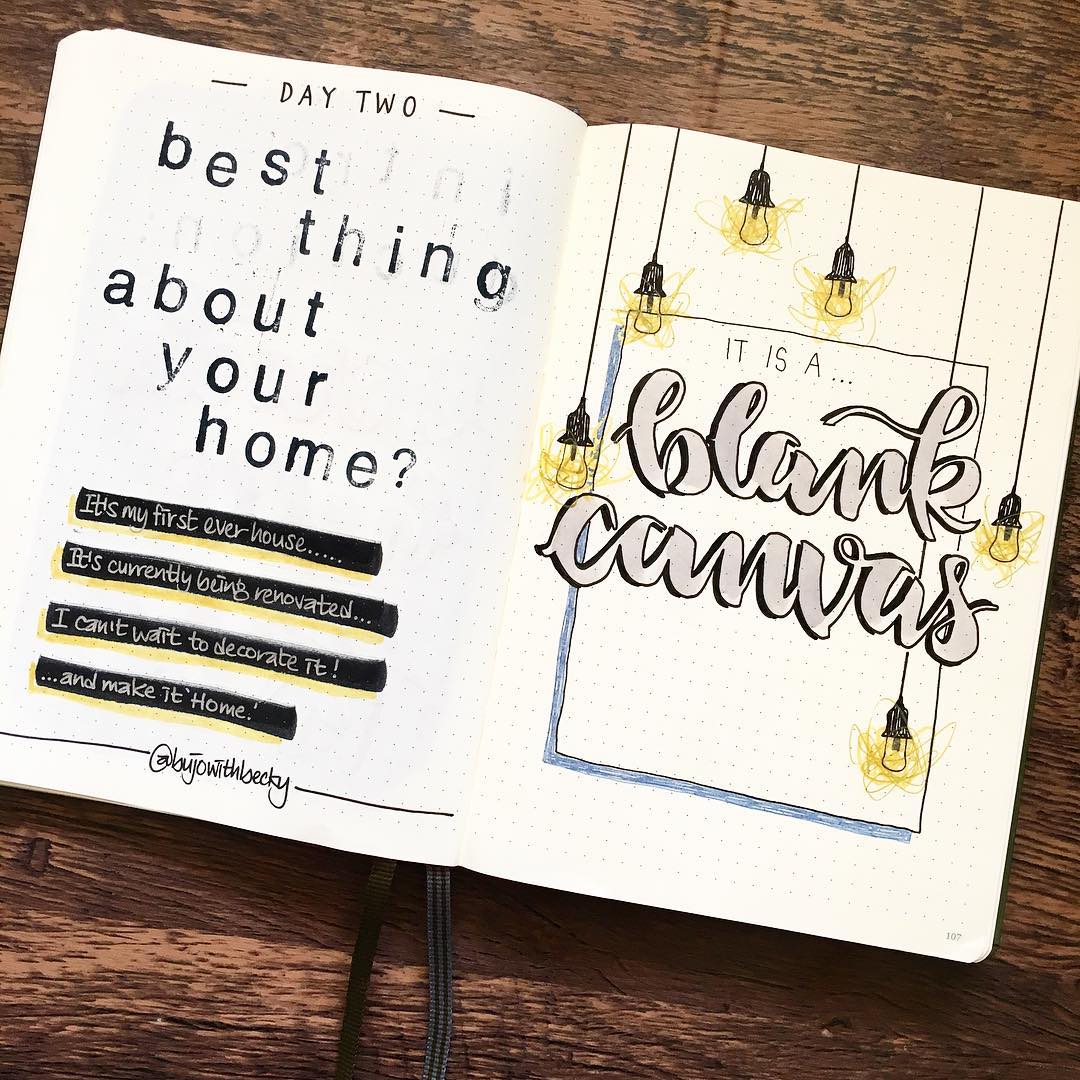 — DAY TWO —
best
thing
about
your
home?
It's my first ever house.....
It's currently being renovated...
I can't wait to decorate it!
...and make it 'Home.'
@byjowithbecky
IT IS A...
blank
canvas
107